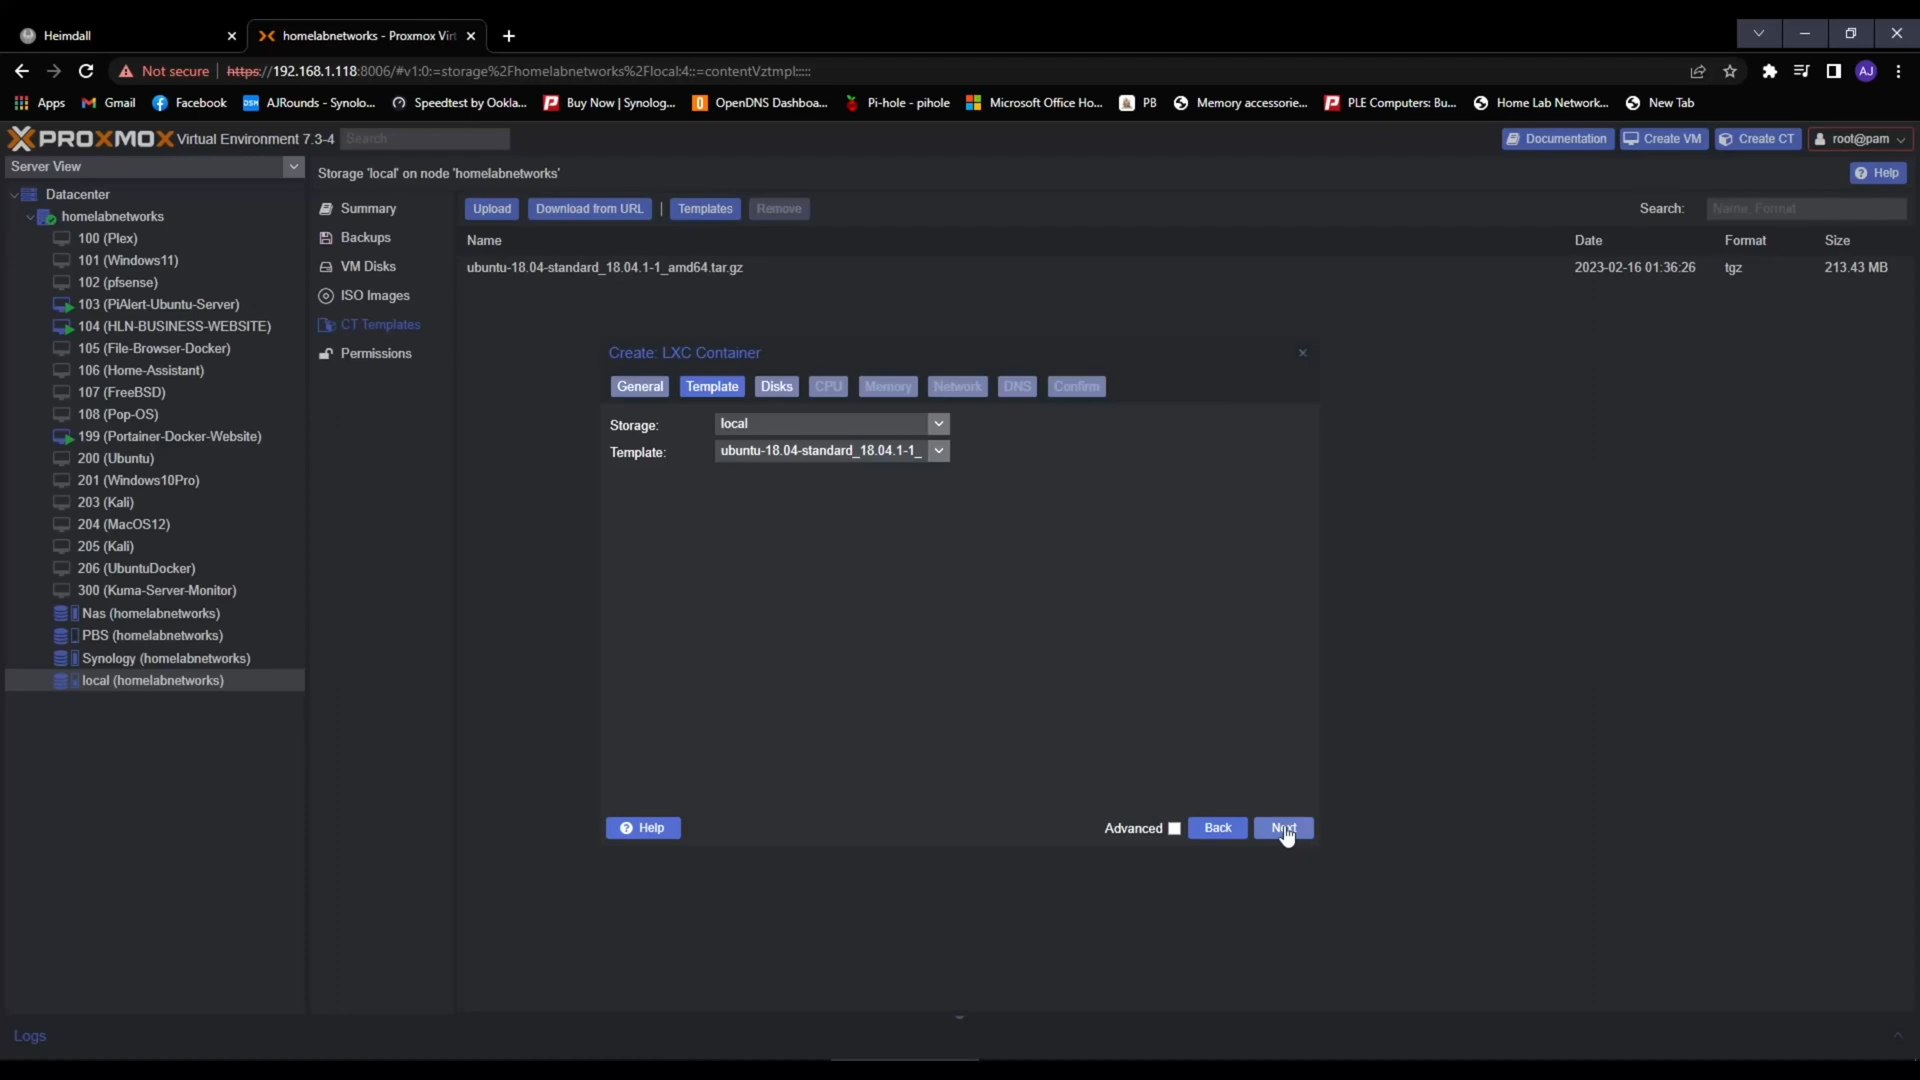 Heimdall
homelabnetworks - Proxmox Virt
Not secure https://192.168.1.118:8006/#v1:0:=storage%2Fhomelabnetworks%2Flocal:4::=contentVztmpl:::::
AJ
Apps Gmail Facebook DSM AJRounds - Synolo... Speedtest by Ookla... Buy Now | Synolog... OpenDNS Dashboa... Pi-hole - pihole Microsoft Office Ho... PB Memory accessorie... PLE Computers: Bu... Home Lab Network... New Tab
PROXMOX Virtual Environment 7.3-4 Search Documentation Create VM Create CT root@pam
Server View
Storage 'local' on node 'homelabnetworks' Help
Datacenter
homelabnetworks
100 (Plex)
101 (Windows11)
102 (pfsense)
103 (PiAlert-Ubuntu-Server)
104 (HLN-BUSINESS-WEBSITE)
105 (File-Browser-Docker)
106 (Home-Assistant)
107 (FreeBSD)
108 (Pop-OS)
199 (Portainer-Docker-Website)
200 (Ubuntu)
201 (Windows10Pro)
203 (Kali)
204 (MacOS12)
205 (Kali)
206 (UbuntuDocker)
300 (Kuma-Server-Monitor)
Nas (homelabnetworks)
PBS (homelabnetworks)
Synology (homelabnetworks)
local (homelabnetworks)
Summary
Backups
VM Disks
ISO Images
CT Templates
Permissions
Upload Download from URL | Templates Remove Search: Name, Format
Name Date Format Size
ubuntu-18.04-standard_18.04.1-1_amd64.tar.gz 2023-02-16 01:36:26 tgz 213.43 MB
Create: LXC Container
General Template Disks CPU Memory Network DNS Confirm
Storage: local
Template: ubuntu-18.04-standard_18.04.1-1_
Help Advanced Back Next
Logs